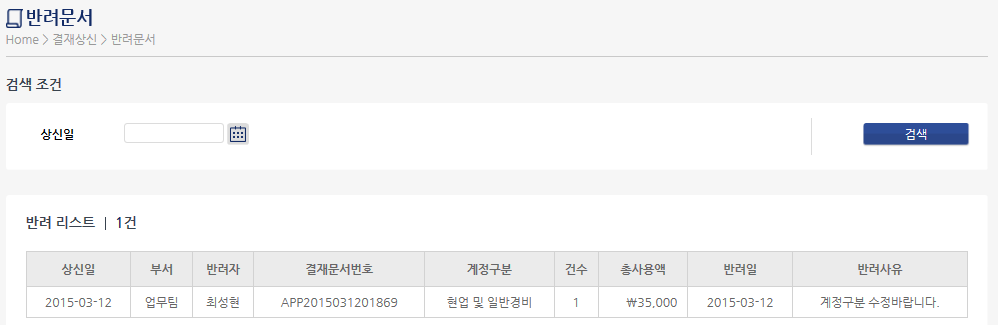 반려문서
Home > 결재상신 > 반려문서
검색 조건
상신일 검색
반려 리스트 | 1건
상신일 부서 반려자 결재문서번호 계정구분 건수 총사용액 반려일 반려사유
2015-03-12 업무팀 최성현 APP2015031201869 현업 및 일반경비 1 ₩35,000 2015-03-12 계정구분 수정바랍니다.